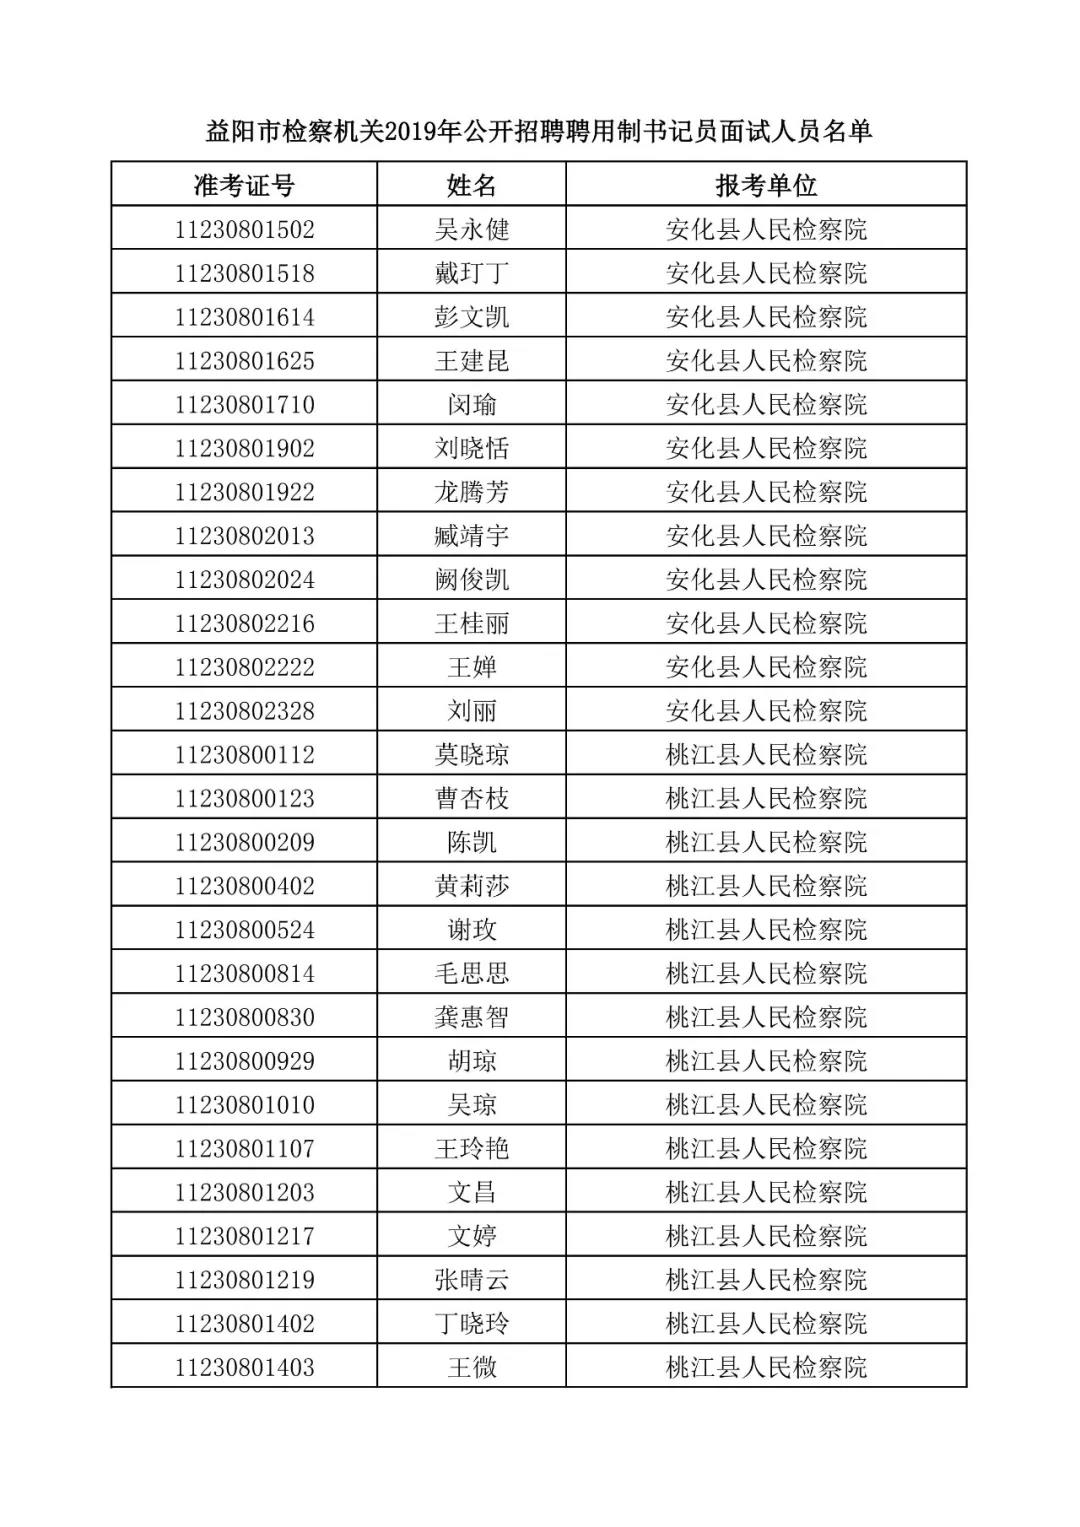 益阳市检察机关2019年公开招聘聘用制书记员面试人员名单
准考证号 姓名 报考单位
11230801502 吴永健 安化县人民检察院
11230801518 戴玎丁 安化县人民检察院
11230801614 彭文凯 安化县人民检察院
11230801625 王建昆 安化县人民检察院
11230801710 闵瑜 安化县人民检察院
11230801902 刘晓恬 安化县人民检察院
11230801922 龙腾芳 安化县人民检察院
11230802013 臧靖宇 安化县人民检察院
11230802024 阙俊凯 安化县人民检察院
11230802216 王桂丽 安化县人民检察院
11230802222 王婵 安化县人民检察院
11230802328 刘丽 安化县人民检察院
11230800112 莫晓琼 桃江县人民检察院
11230800123 曹杏枝 桃江县人民检察院
11230800209 陈凯 桃江县人民检察院
11230800402 黄莉莎 桃江县人民检察院
11230800524 谢玫 桃江县人民检察院
11230800814 毛思思 桃江县人民检察院
11230800830 龚惠智 桃江县人民检察院
11230800929 胡琼 桃江县人民检察院
11230801010 吴琼 桃江县人民检察院
11230801107 王玲艳 桃江县人民检察院
11230801203 文昌 桃江县人民检察院
11230801217 文婷 桃江县人民检察院
11230801219 张晴云 桃江县人民检察院
11230801402 丁晓玲 桃江县人民检察院
11230801403 王微 桃江县人民检察院